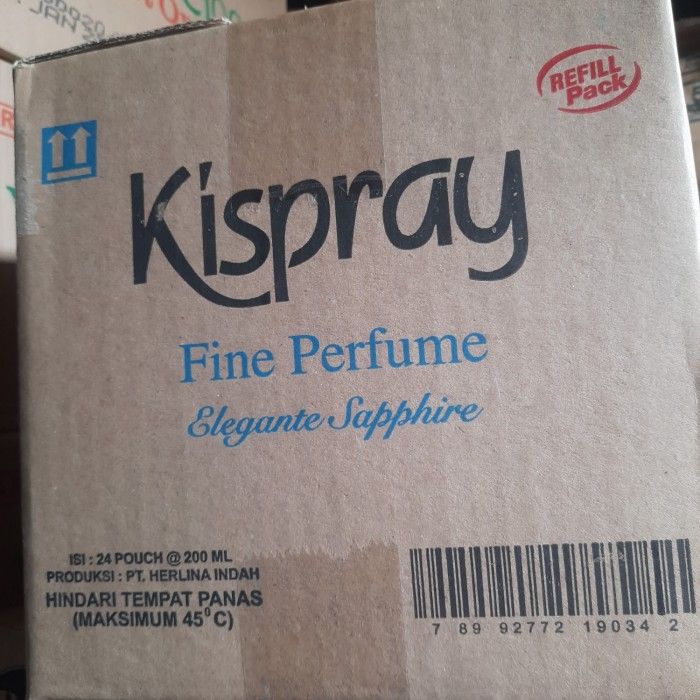 REFILL
Pack
Kispray
Fine Perfume
Elegante Sapphire
ISI : 24 POUCH @ 200 ML
PRODUKSI : PT. HERLINA INDAH
HINDARI TEMPAT PANAS
(MAKSIMUM 45⁰ C)
7 89 92772 19034 2